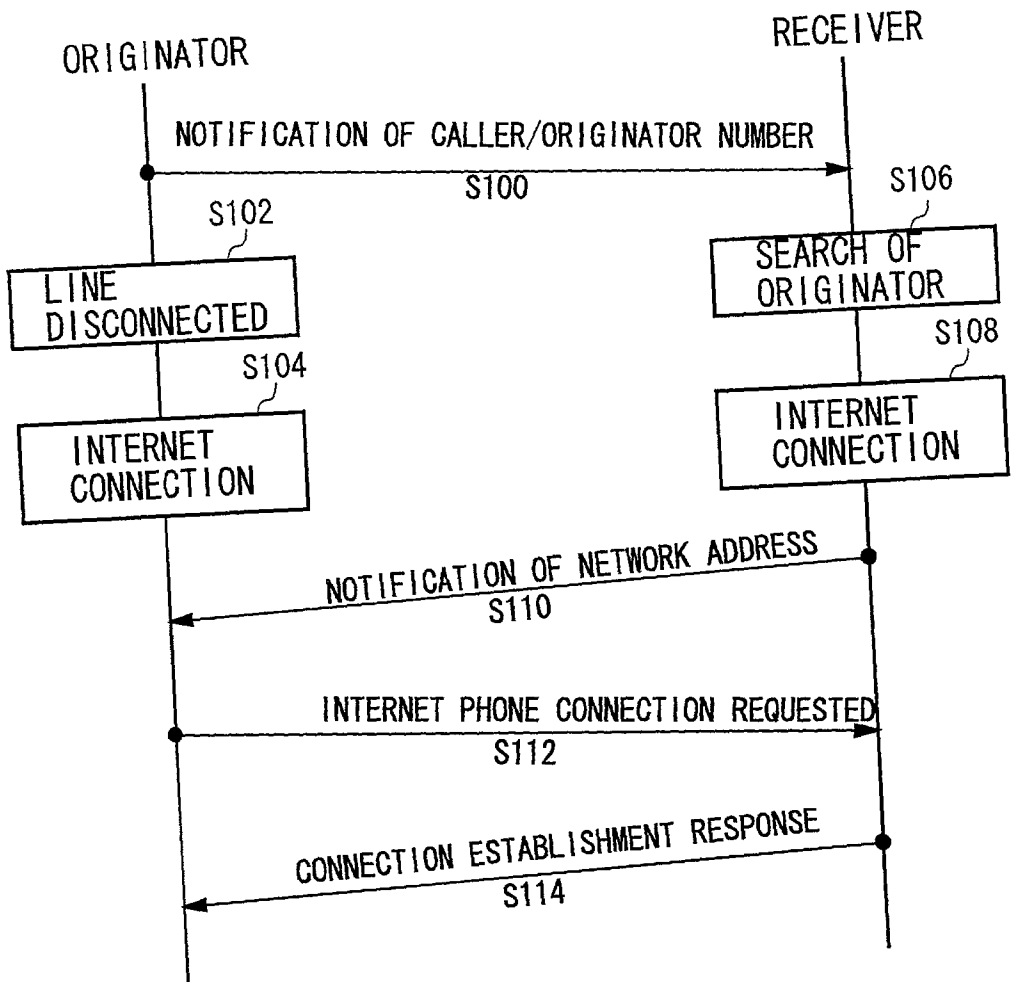 ORIGINATOR
RECEIVER
NOTIFICATION OF CALLER/ORIGINATOR NUMBER
S100
S102
LINE
DISCONNECTED
S106
SEARCH OF
ORIGINATOR
S104
INTERNET
CONNECTION
S108
INTERNET
CONNECTION
NOTIFICATION OF NETWORK ADDRESS
S110
INTERNET PHONE CONNECTION REQUESTED
S112
CONNECTION ESTABLISHMENT RESPONSE
S114